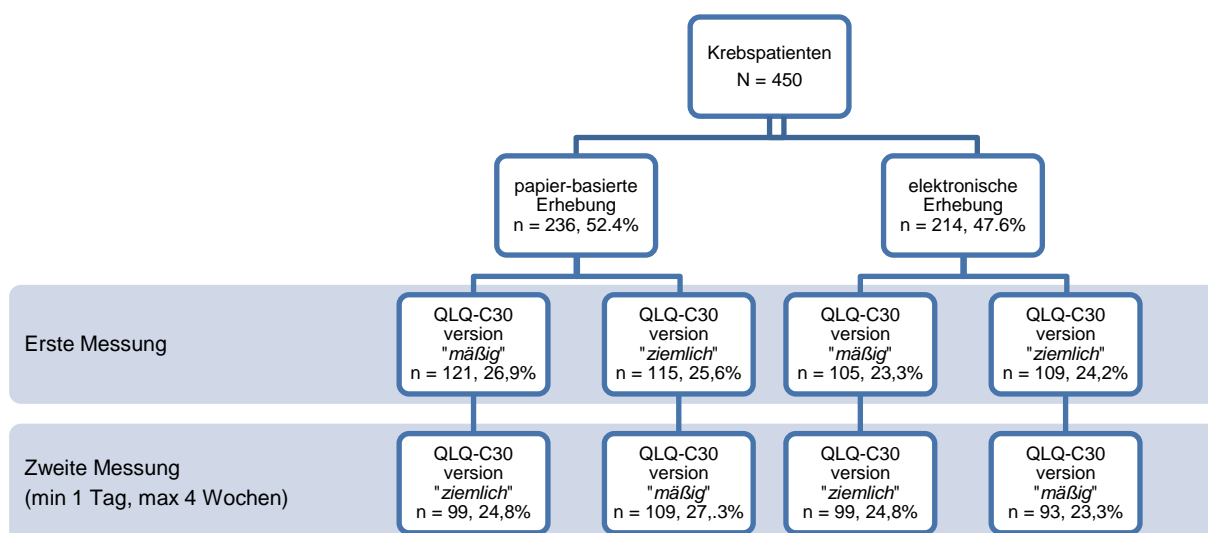 Krebspatienten
N = 450
papier-basierte
Erhebung
n = 236, 52.4%
elektronische
Erhebung
n = 214, 47.6%
Erste Messung
QLQ-C30
version
"mäßig"
n = 121, 26,9%
QLQ-C30
version
"ziemlich"
n = 115, 25,6%
QLQ-C30
version
"mäßig"
n = 105, 23,3%
QLQ-C30
version
"ziemlich"
n = 109, 24,2%
Zweite Messung
(min 1 Tag, max 4 Wochen)
QLQ-C30
version
"ziemlich"
n = 99, 24,8%
QLQ-C30
version
"mäßig"
n = 109, 27,.3%
QLQ-C30
version
"ziemlich"
n = 99, 24,8%
QLQ-C30
version
"mäßig"
n = 93, 23,3%